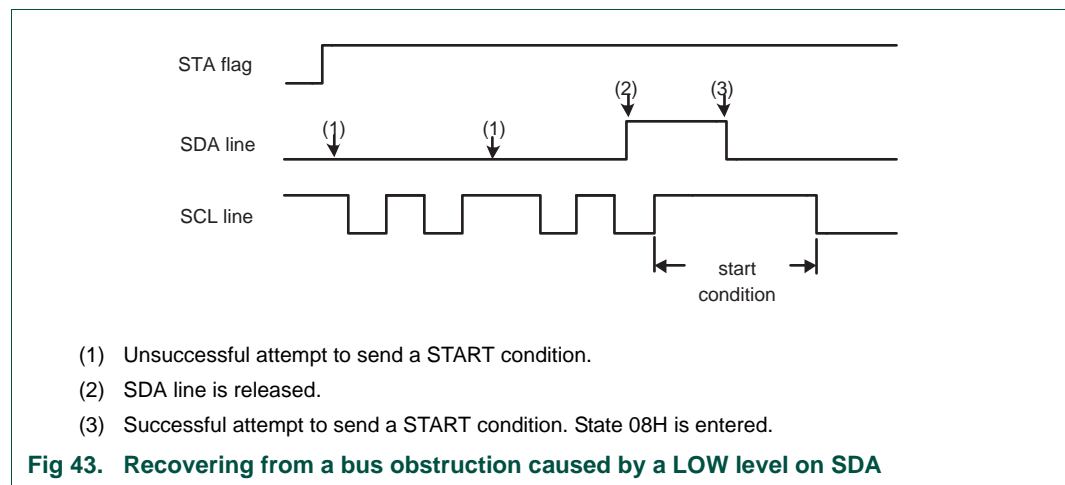 STA flag
(2) (3)
(1) (1)
SDA line
SCL line
start
condition
(1) Unsuccessful attempt to send a START condition.
(2) SDA line is released.
(3) Successful attempt to send a START condition. State 08H is entered.
Fig 43. Recovering from a bus obstruction caused by a LOW level on SDA